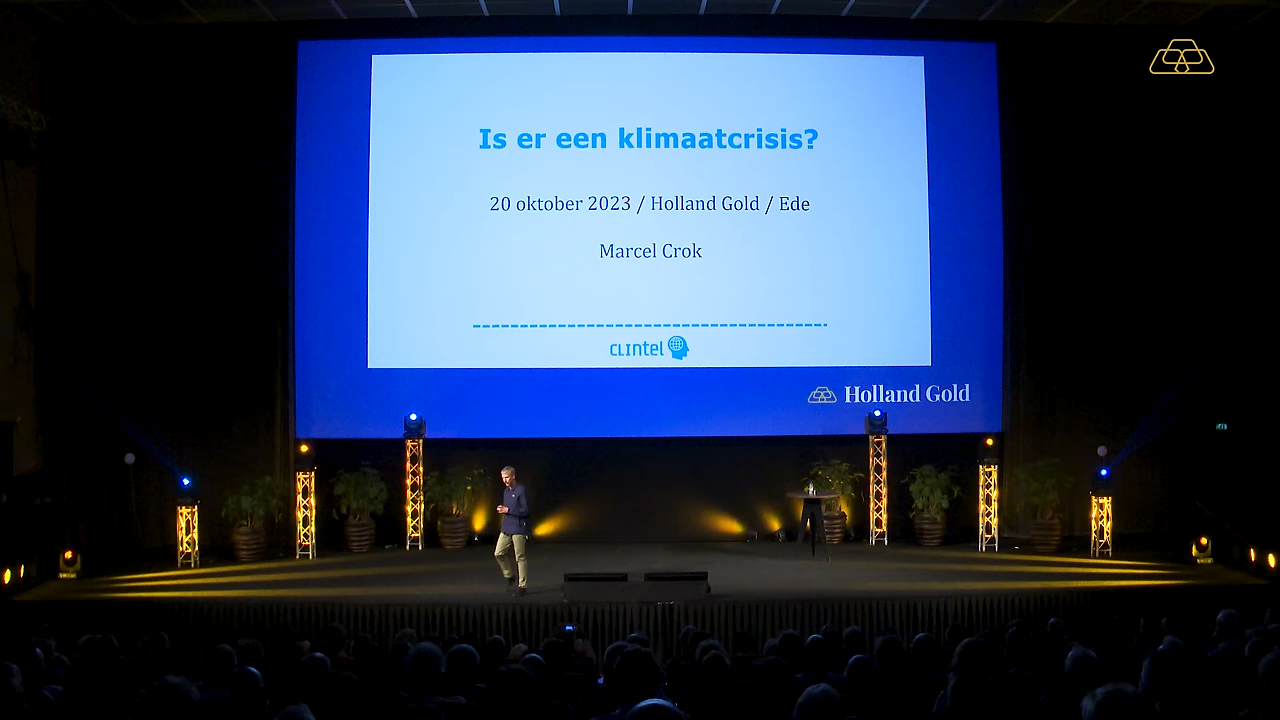 Is er een klimaatcrisis?
20 oktober 2023 / Holland Gold / Ede
Marcel Crok
CLINtel
Holland Gold